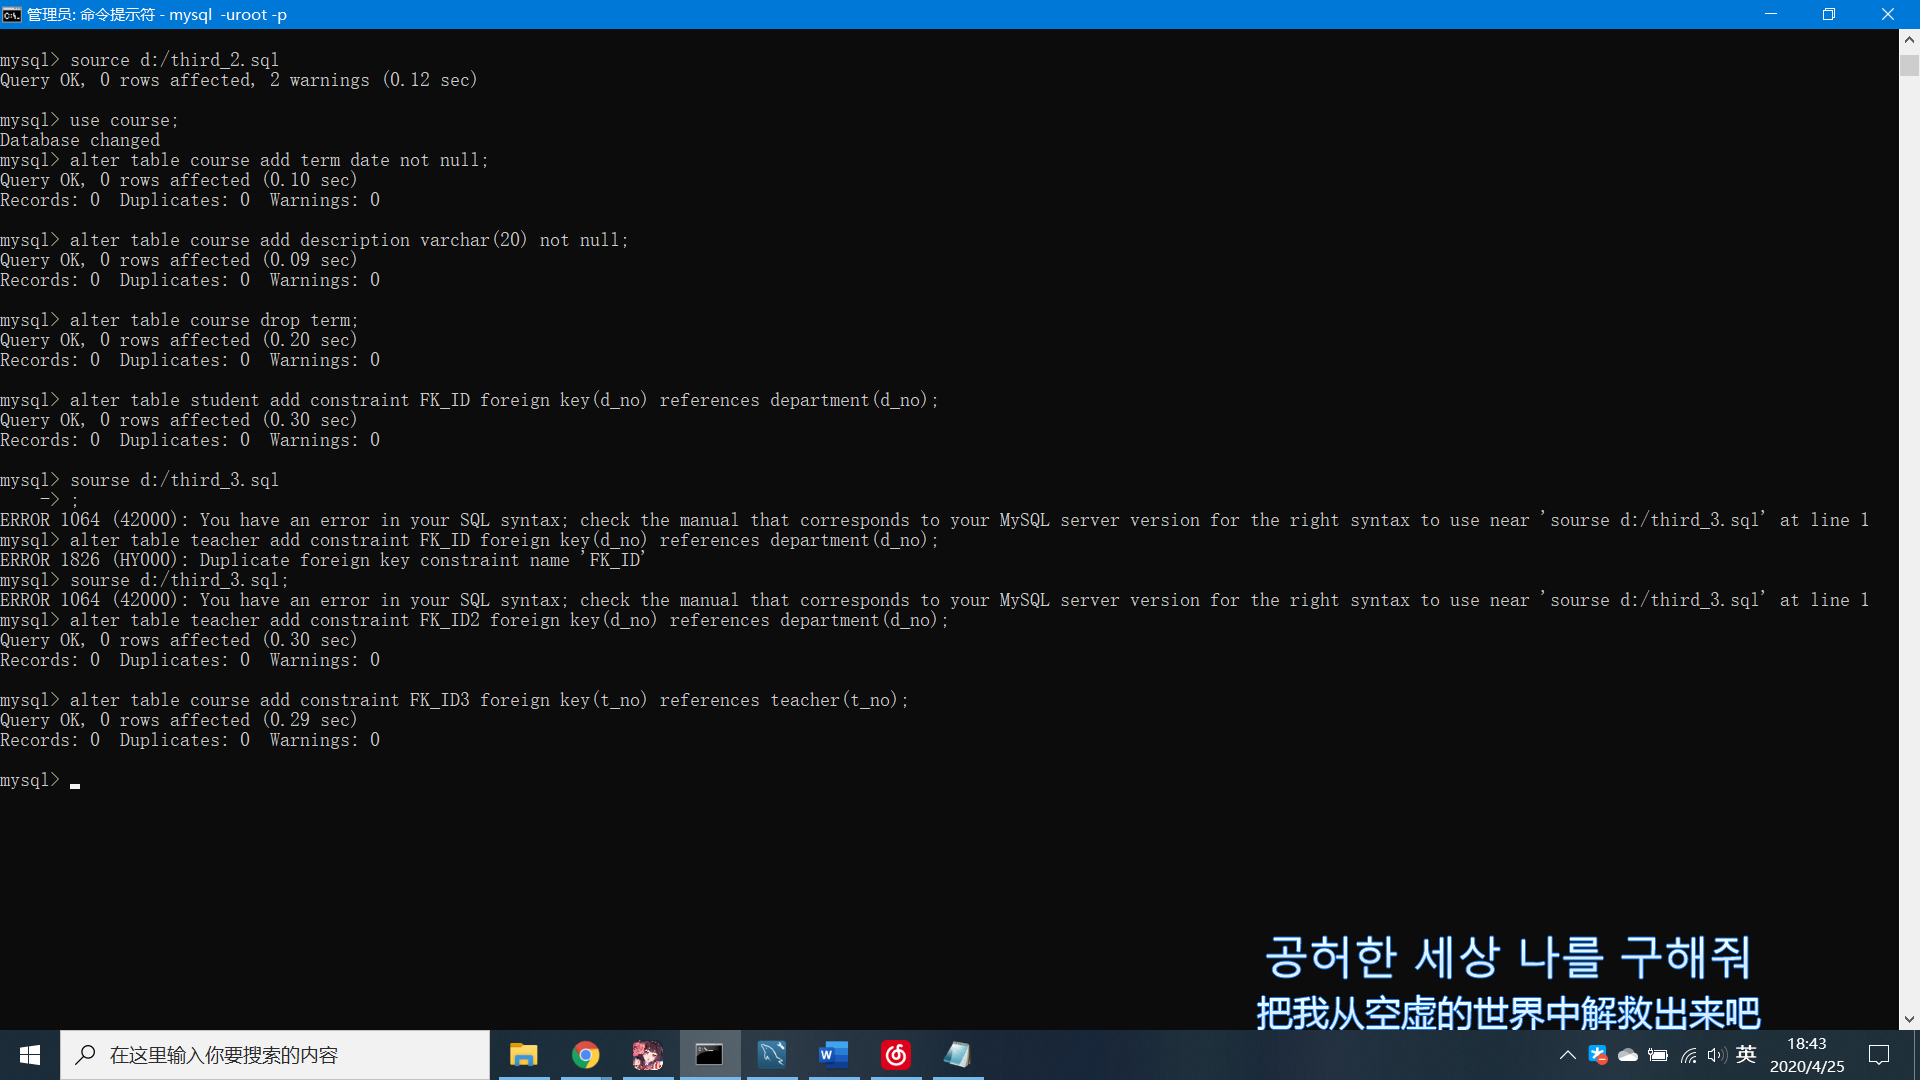 管理员: 命令提示符 - mysql  -uroot -p
mysql> source d:/third_2.sql
Query OK, 0 rows affected, 2 warnings (0.12 sec)
mysql> use course;
Database changed
mysql> alter table course add term date not null;
Query OK, 0 rows affected (0.10 sec)
Records: 0  Duplicates: 0  Warnings: 0
mysql> alter table course add description varchar(20) not null;
Query OK, 0 rows affected (0.09 sec)
Records: 0  Duplicates: 0  Warnings: 0
mysql> alter table course drop term;
Query OK, 0 rows affected (0.20 sec)
Records: 0  Duplicates: 0  Warnings: 0
mysql> alter table student add constraint FK_ID foreign key(d_no) references department(d_no);
Query OK, 0 rows affected (0.30 sec)
Records: 0  Duplicates: 0  Warnings: 0
mysql> sourse d:/third_3.sql
    -> ;
ERROR 1064 (42000): You have an error in your SQL syntax; check the manual that corresponds to your MySQL server version for the right syntax to use near 'sourse d:/third_3.sql' at line 1
mysql> alter table teacher add constraint FK_ID foreign key(d_no) references department(d_no);
ERROR 1826 (HY000): Duplicate foreign key constraint name 'FK_ID'
mysql> sourse d:/third_3.sql;
ERROR 1064 (42000): You have an error in your SQL syntax; check the manual that corresponds to your MySQL server version for the right syntax to use near 'sourse d:/third_3.sql' at line 1
mysql> alter table teacher add constraint FK_ID2 foreign key(d_no) references department(d_no);
Query OK, 0 rows affected (0.30 sec)
Records: 0  Duplicates: 0  Warnings: 0
mysql> alter table course add constraint FK_ID3 foreign key(t_no) references teacher(t_no);
Query OK, 0 rows affected (0.29 sec)
Records: 0  Duplicates: 0  Warnings: 0
mysql>
공허한 세상 나를 구해줘
把我从空虚的世界中解救出来吧
在这里输入你要搜索的内容
英
18:43
2020/4/25